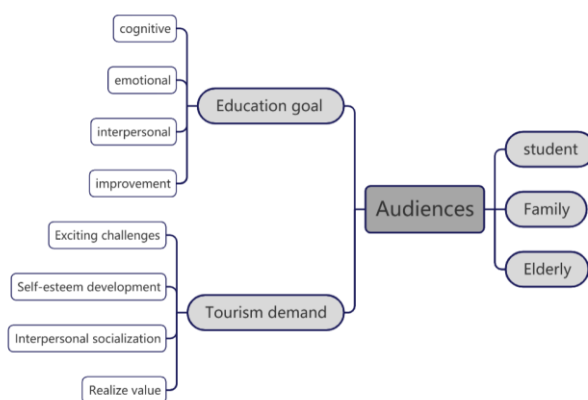 cognitive
emotional
interpersonal
improvement
Education goal
Exciting challenges
Self-esteem development
Interpersonal socialization
Realize value
Tourism demand
Audiences
student
Family
Elderly